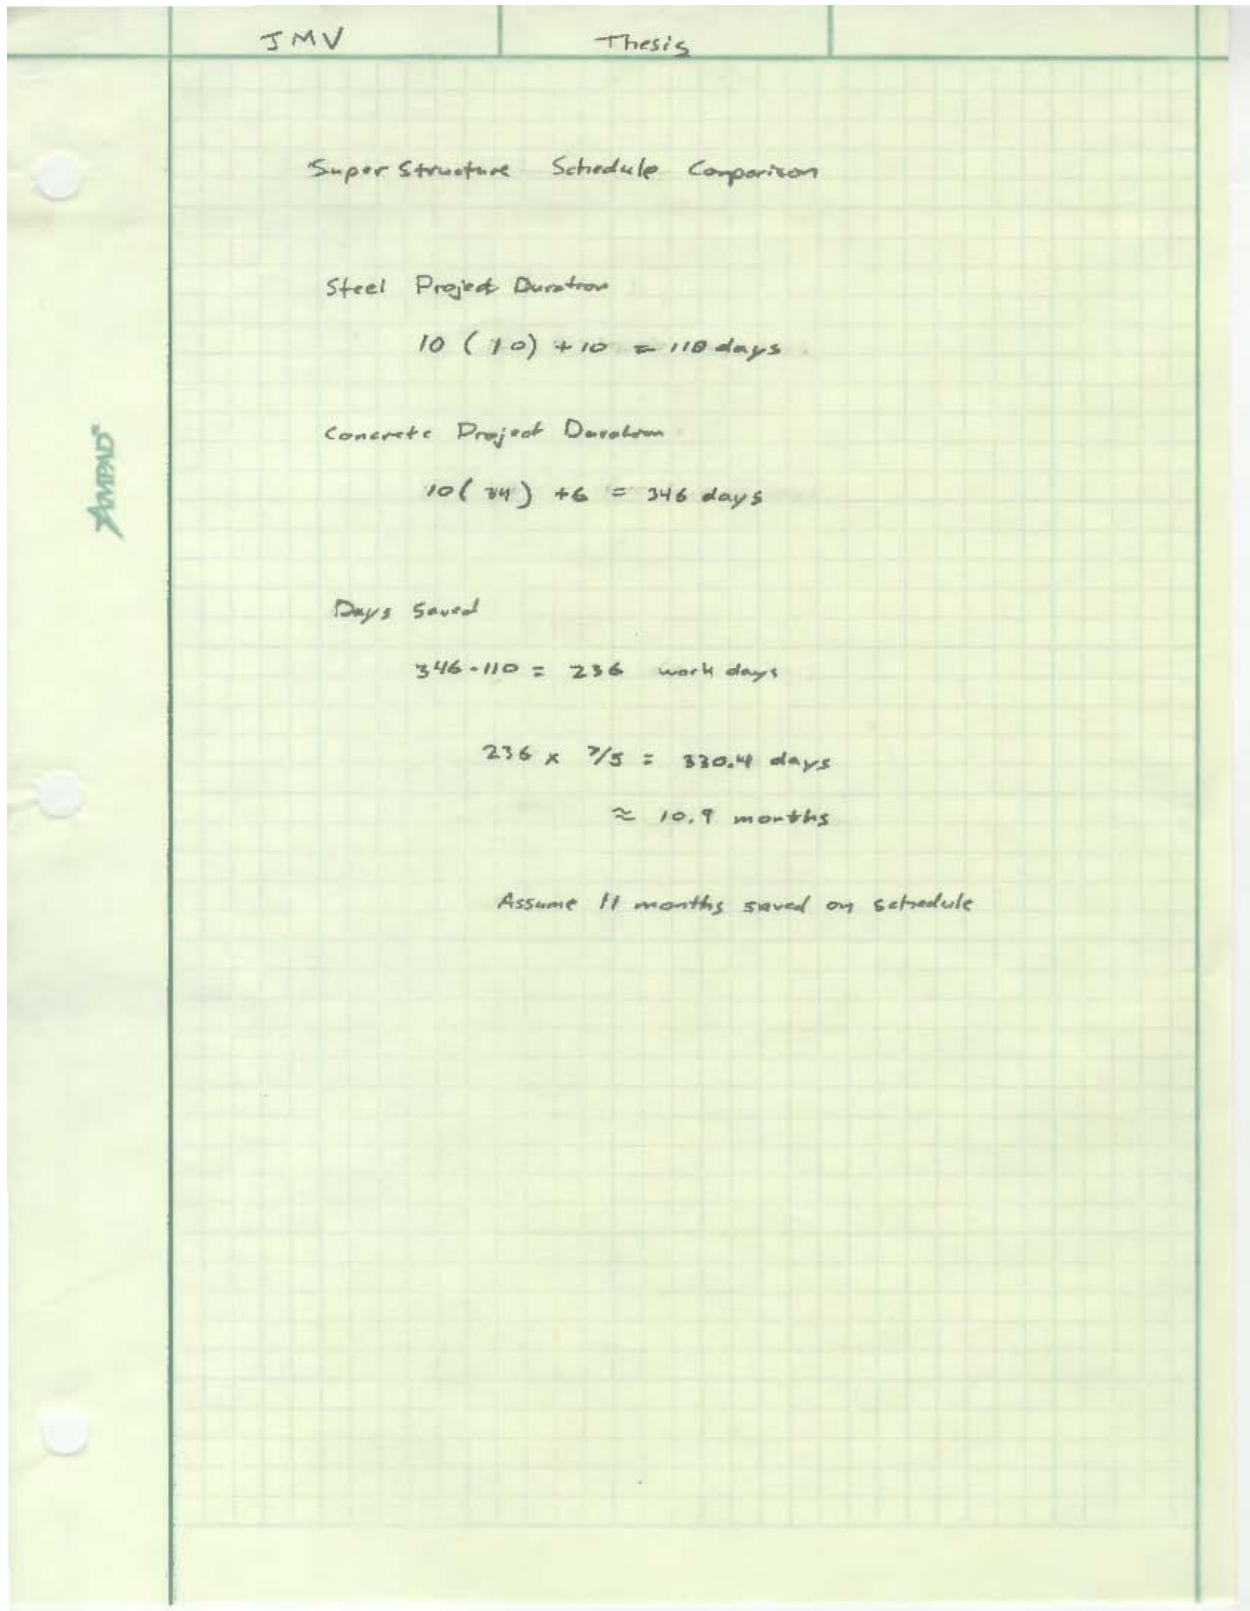 JMV Thesis
Super Structure Schedule Comparison
Steel Project Duration
10 (10) + 10 = 110 days
Concrete Project Duration
10(34) +6 = 346 days
AMPAD™
Days Saved
346-110 = 236 work days
236 x 7/5 = 330.4 days
≈ 10.9 months
Assume 11 months saved on schedule